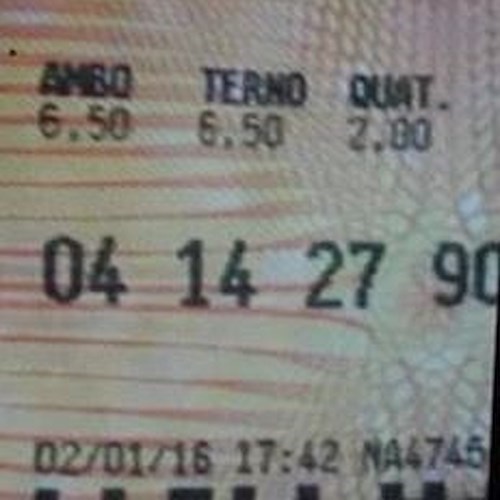 AMBO TERNO QUAT.
6.50 6.50 2.00
04 14 27 90
02/01/16 17:42 NA4745